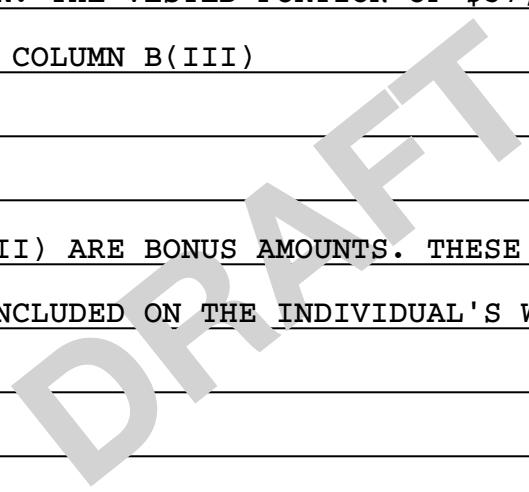 THE VESTED PORTION OF
COLUMN B(III)
II) ARE BONUS AMOUNTS. THESE
NCLUDED ON THE INDIVIDUAL'S
DRAFT